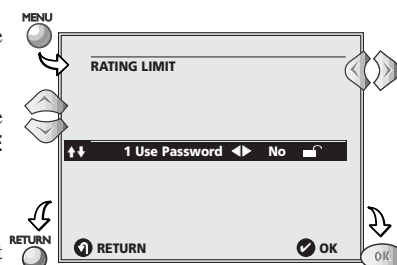 MENU
e
RATING LIMIT
e
E
1 Use Password No
RETURN
t
RETURN OK
OK